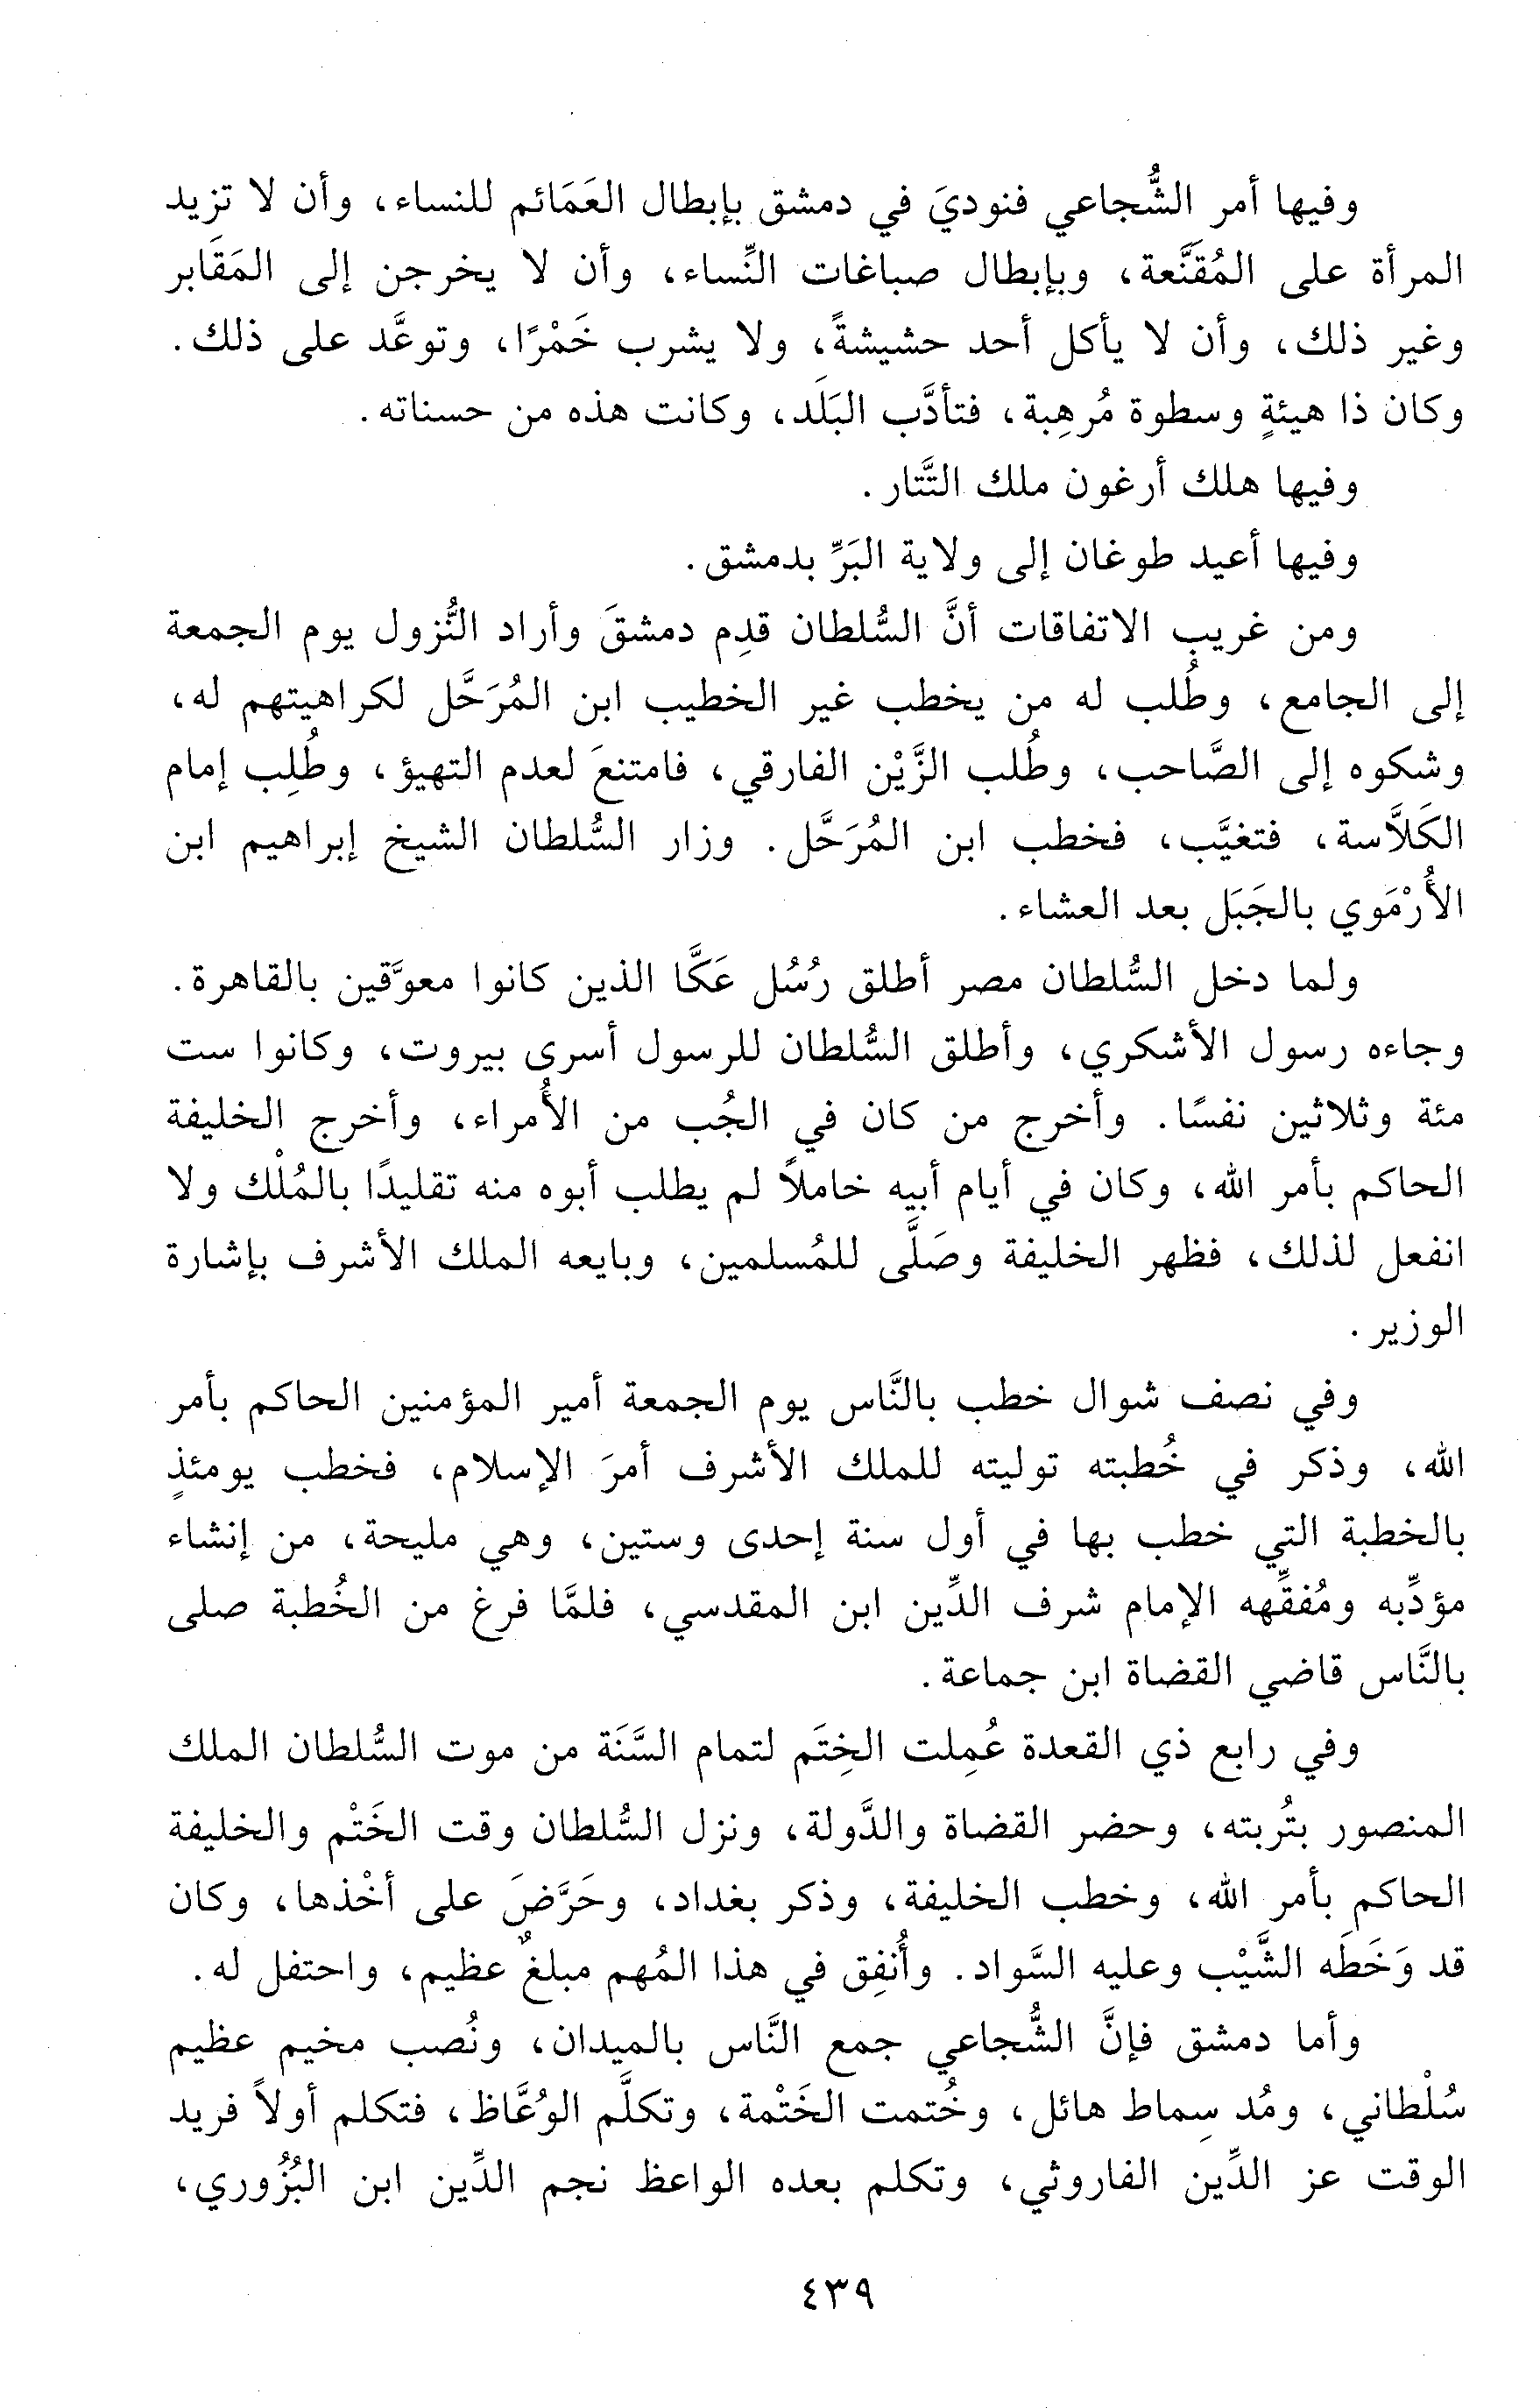 وفيها أمر الشُّجاعي فنوديَ في دمشق بإبطال العَمَائم للنساء، وأن لا تزيد
المرأة على المُقَنَّعة، وبإبطال صباغات النِّساء، وأن لا يخرجن إلى المَقَابر
وغير ذلك، وأن لا يأكل أحد حشيشةً، ولا يشرب خَمْرًا، وتوعَّد على ذلك.
وكان ذا هيئةٍ وسطوة مُرهِبة، فتأدَّب البَلَد، وكانت هذه من حسناته.
وفيها هلك أرغون ملك التَّتار.
وفيها أعيد طوغان إلى ولاية البَرِّ بدمشق.
ومن غريب الاتفاقات أنَّ السُّلطان قدِم دمشقَ وأراد النُّزول يوم الجمعة
إلى الجامع، وطُلب له من يخطب غير الخطيب ابن المُرَحَّل لكراهيتهم له،
وشكوه إلى الصَّاحب، وطُلب الزَّيْن الفارقي، فامتنعَ لعدم التهيؤ، وطُلِب إمام
الكَلاَّسة، فتغيَّب، فخطب ابن المُرَحَّل. وزار السُّلطان الشيخ إبراهيم ابن
الأُرْمَوي بالجَبَل بعد العشاء.
ولما دخل السُّلطان مصر أطلق رُسُل عَكَّا الذين كانوا معوَّقين بالقاهرة.
وجاءه رسول الأشكري، وأطلق السُّلطان للرسول أسرى بيروت، وكانوا ست
مئة وثلاثين نفسًا. وأخرج من كان في الجُب من الأُمراء، وأخرج الخليفة
الحاكم بأمر الله، وكان في أيام أبيه خاملاً لم يطلب أبوه منه تقليدًا بالمُلْك ولا
انفعل لذلك، فظهر الخليفة وصَلَّى للمُسلمين، وبايعه الملك الأشرف بإشارة
الوزير.
وفي نصف شوال خطب بالنَّاس يوم الجمعة أمير المؤمنين الحاكم بأمر
الله، وذكر في خُطبته توليته للملك الأشرف أمرَ الإسلام، فخطب يومئذٍ
بالخطبة التي خطب بها في أول سنة إحدى وستين، وهي مليحة، من إنشاء
مؤدِّبه ومُفقِّهه الإمام شرف الدِّين ابن المقدسي، فلمَّا فرغ من الخُطبة صلى
بالنَّاس قاضي القضاة ابن جماعة.
وفي رابع ذي القعدة عُمِلت الخِتَم لتمام السَّنَة من موت السُّلطان الملك
المنصور بتُربته، وحضر القضاة والدَّولة، ونزل السُّلطان وقت الخَتْم والخليفة
الحاكم بأمر الله، وخطب الخليفة، وذكر بغداد، وحَرَّضَ على أخْذها، وكان
قد وَخَطَه الشَّيْب وعليه السَّواد. وأُنفِق في هذا المُهم مبلغٌ عظيم، واحتفل له.
وأما دمشق فإنَّ الشُّجاعي جمع النَّاس بالميدان، ونُصب مخيم عظيم
سُلْطاني، ومُد سِماط هائل، وخُتمت الخَتْمة، وتكلَّم الوُعَّاظ، فتكلم أولاً فريد
الوقت عز الدِّين الفاروثي، وتكلم بعده الواعظ نجم الدِّين ابن البُزُوري،
٤٣٩